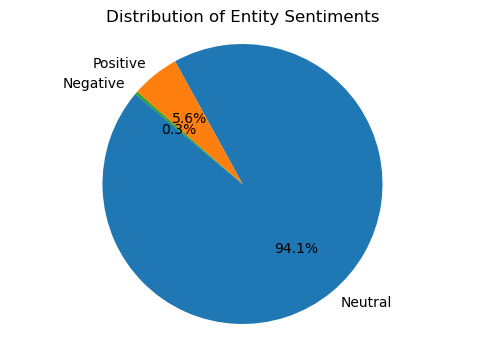 Distribution of Entity Sentiments
Positive
Negative
5.6%
0.3%
94.1%
Neutral